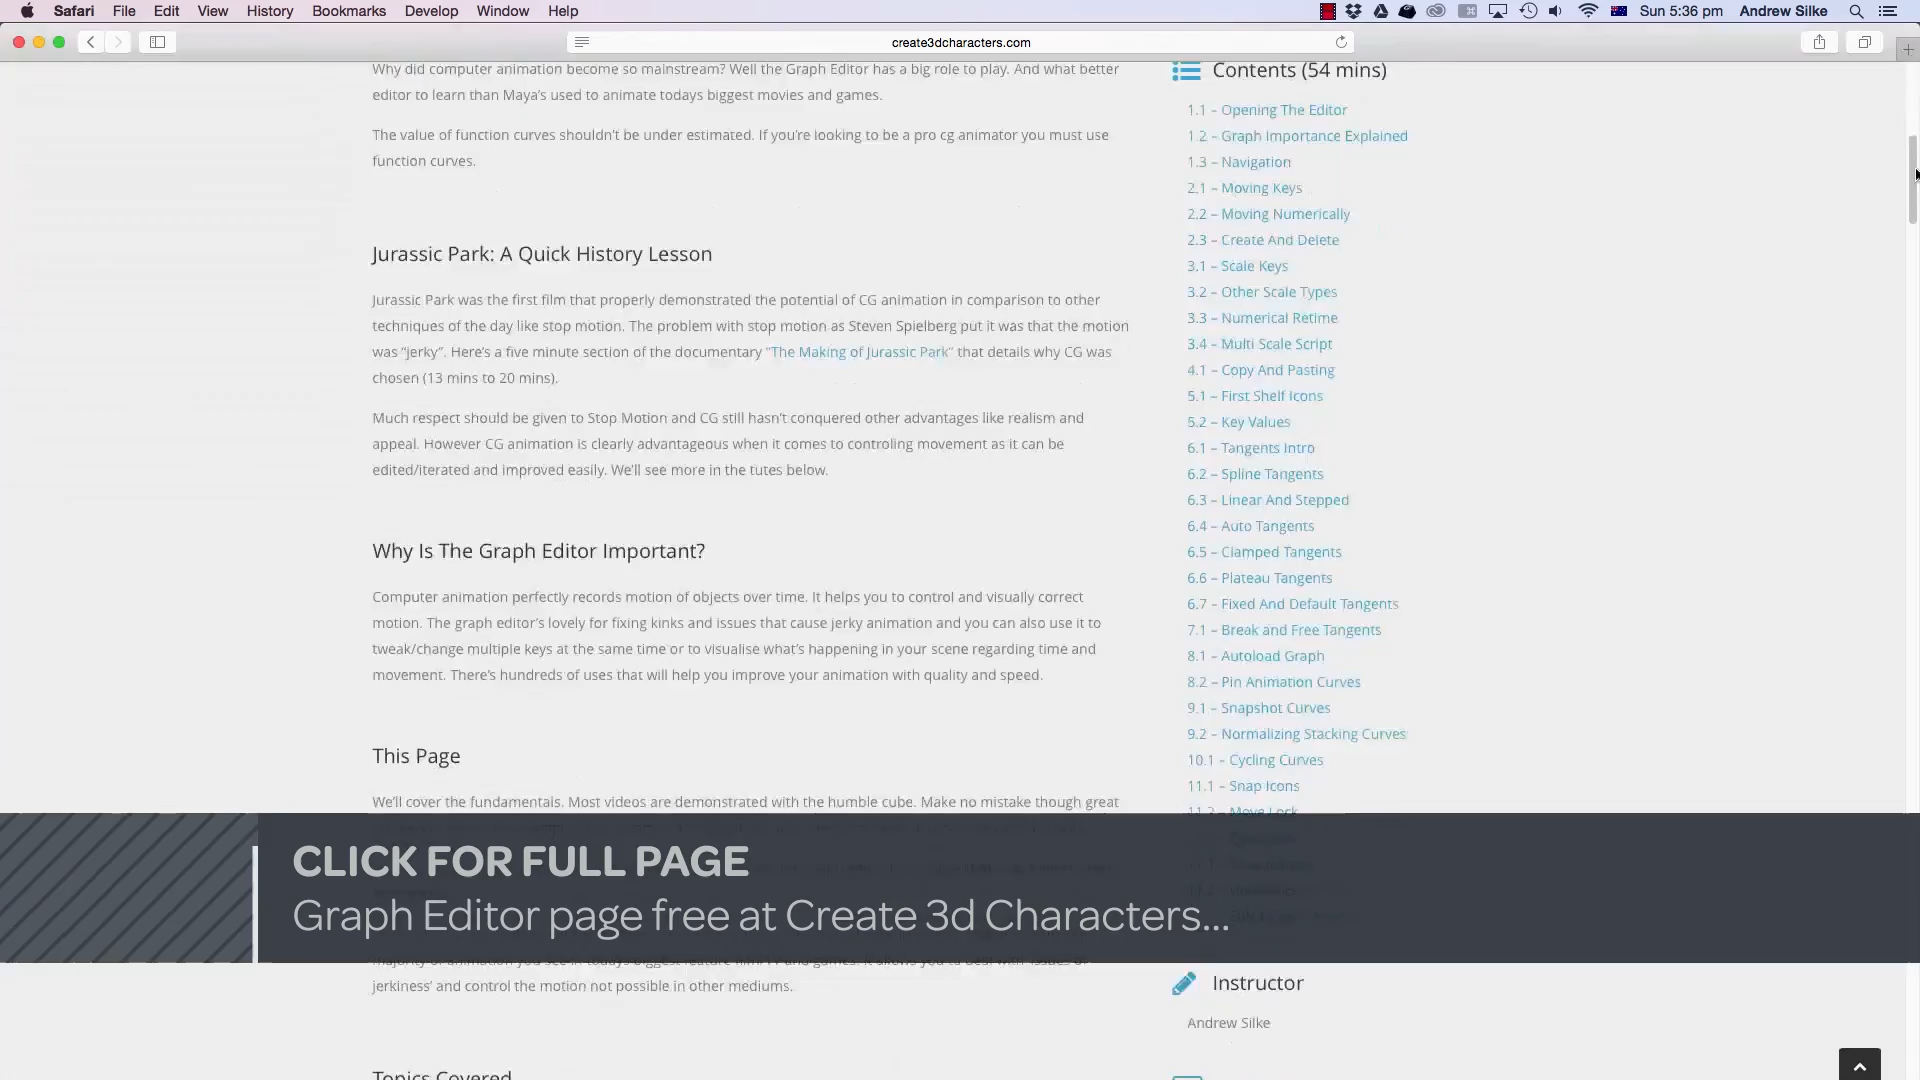 Safari File Edit View History Bookmarks Develop Window Help Sun 5:36 pm Andrew Silke
create3dcharacters.com
Why did computer animation become so mainstream? Well the Graph Editor has a big role to play. And what better
editor to learn than Maya's used to animate todays biggest movies and games.
The value of function curves shouldn't be under estimated. If you're looking to be a pro cg animator you must use
function curves.
Jurassic Park: A Quick History Lesson
Jurassic Park was the first film that properly demonstrated the potential of CG animation in comparison to other
techniques of the day like stop motion. The problem with stop motion as Steven Spielberg put it was that the motion
was "jerky". Here's a five minute section of the documentary "The Making of Jurassic Park" that details why CG was
chosen (13 mins to 20 mins).
Much respect should be given to Stop Motion and CG still hasn't conquered other advantages like realism and
appeal. However CG animation is clearly advantageous when it comes to controling movement as it can be
edited/iterated and improved easily. We'll see more in the tutes below.
Why Is The Graph Editor Important?
Computer animation perfectly records motion of objects over time. It helps you to control and visually correct
motion. The graph editor's lovely for fixing kinks and issues that cause jerky animation and you can also use it to
tweak/change multiple keys at the same time or to visualise what's happening in your scene regarding time and
movement. There's hundreds of uses that will help you improve your animation with quality and speed.
This Page
We'll cover the fundamentals. Most videos are demonstrated with the humble cube. Make no mistake though great
majority of animation you see in todays biggest feature film, TV and games. It allows you to deal with issues of
jerkiness' and control the motion not possible in other mediums.
Topics Covered
Contents (54 mins)
1.1 – Opening The Editor
1.2 – Graph Importance Explained
1.3 – Navigation
2.1 – Moving Keys
2.2 – Moving Numerically
2.3 – Create And Delete
3.1 – Scale Keys
3.2 – Other Scale Types
3.3 – Numerical Retime
3.4 – Multi Scale Script
4.1 – Copy And Pasting
5.1 – First Shelf Icons
5.2 – Key Values
6.1 – Tangents Intro
6.2 – Spline Tangents
6.3 – Linear And Stepped
6.4 – Auto Tangents
6.5 – Clamped Tangents
6.6 – Plateau Tangents
6.7 – Fixed And Default Tangents
7.1 – Break and Free Tangents
8.1 – Autoload Graph
8.2 – Pin Animation Curves
9.1 – Snapshot Curves
9.2 – Normalizing Stacking Curves
10.1 – Cycling Curves
11.1 – Snap Icons
11.2 – Move Lock
Instructor
Andrew Silke
CLICK FOR FULL PAGE
Graph Editor page free at Create 3d Characters...